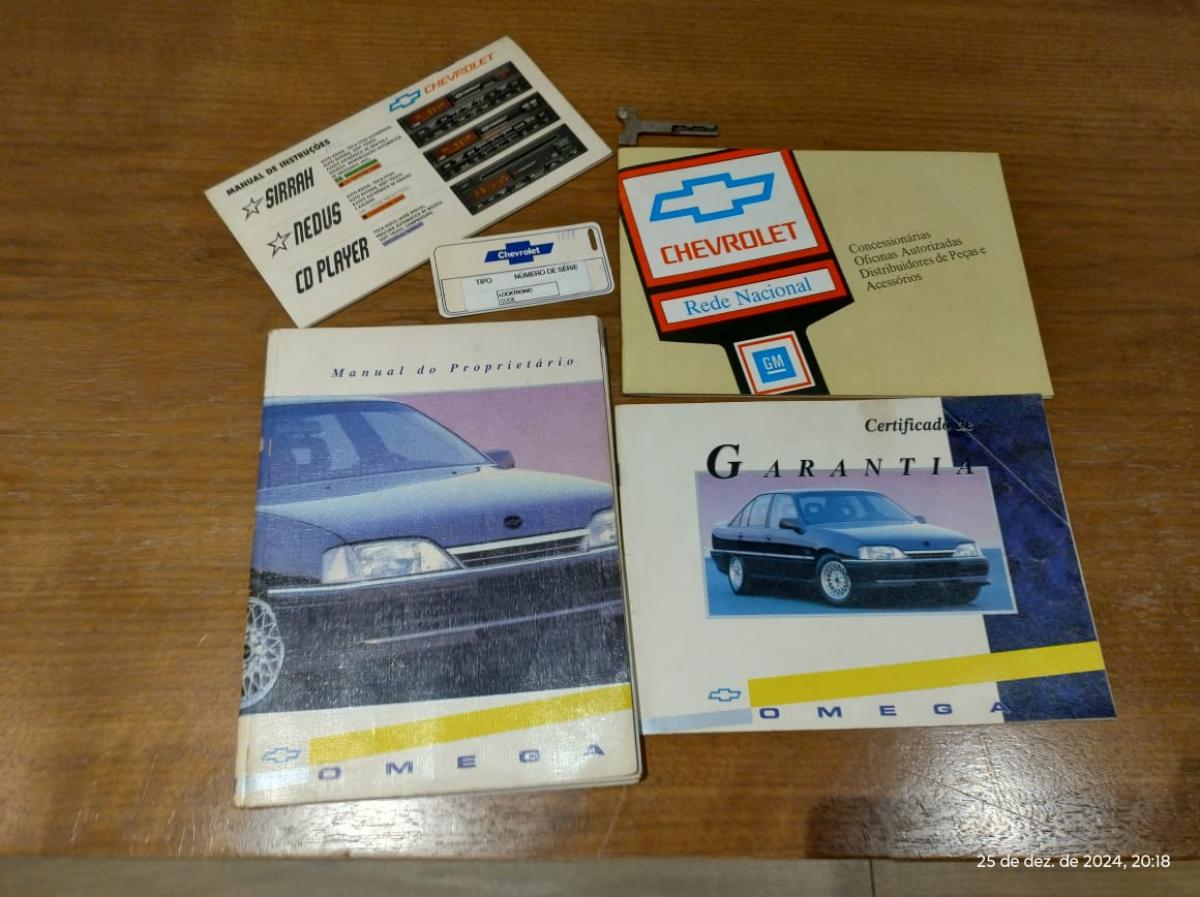 CHEVROLET
MANUAL DE INSTRUÇÕES
SIRRAH
NEDUS
CD PLAYER
Chevrolet
TIPO NÚMERO DE SÉRIE
LOOKTRONIC
CODE
CHEVROLET
Rede Nacional
GM
Concessionárias
Oficinas Autorizadas
Distribuidores de Peças e
Acessórios
Manual do Proprietário
OMEGA
Certificado de
GARANTIA
OMEGA
25 de dez. de 2024, 20:18